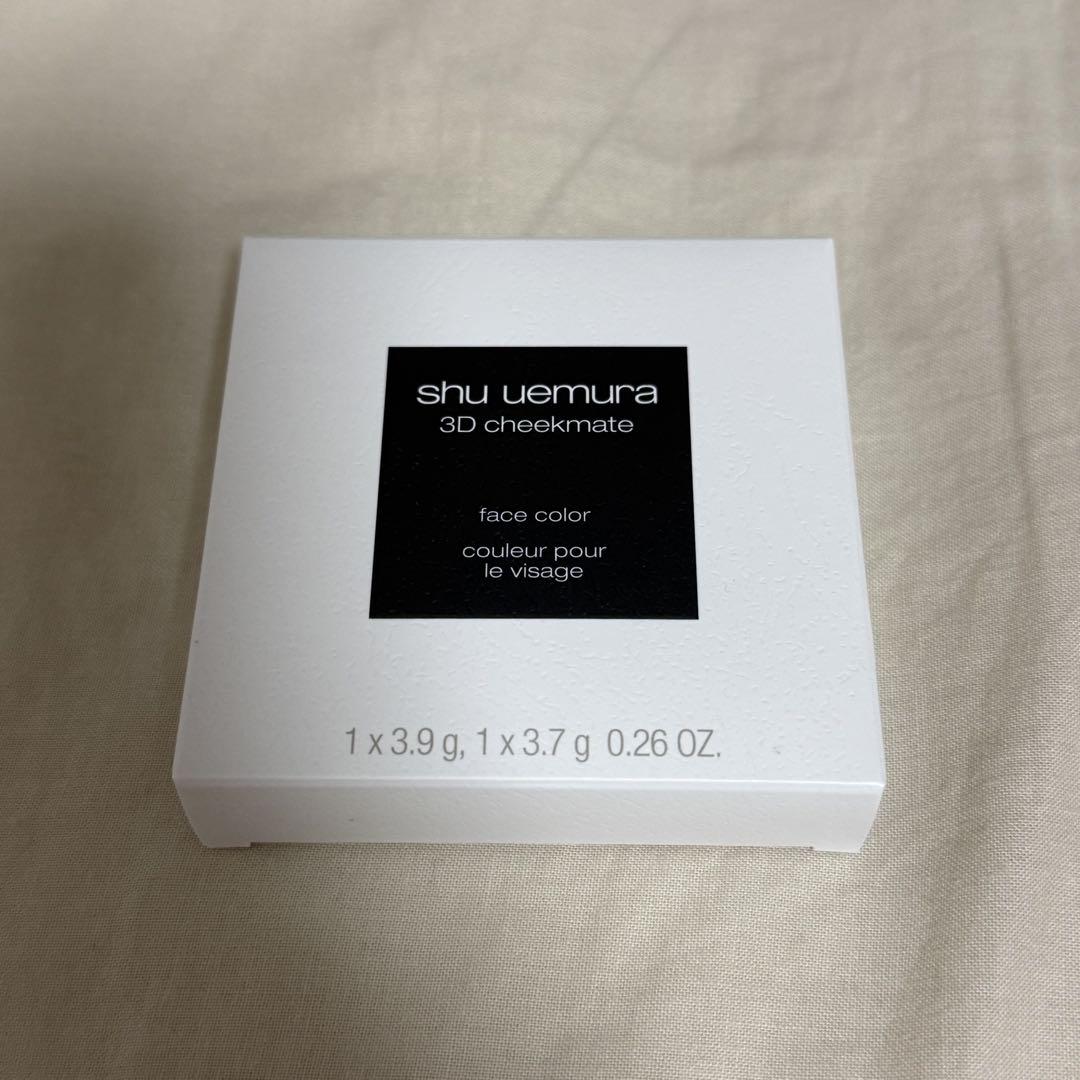 shu uemura
3D cheekmate
face color
couleur pour
le visage
1 x 3.9 g, 1 x 3.7 g 0.26 OZ.